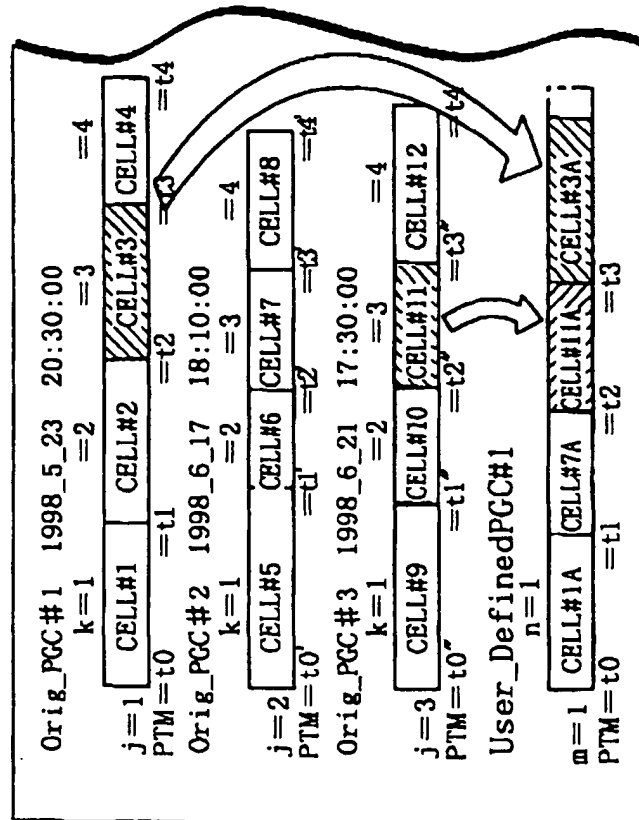 Orig_PGC#1 1998_5_23 20:30:00
k=1 =2 =3 =4
j=1 CELL#1 CELL#2 CELL#3 CELL#4
PTM=t0 =t1 =t2 =t3 =t4
Orig_PGC#2 1998_6_17 18:10:00
k=1 =2 =3 =4
j=2 CELL#5 CELL#6 CELL#7 CELL#8
PTM=t0' =t1' =t2' =t3' =t4'
Orig_PGC#3 1998_6_21 17:30:00
k=1 =2 =3 =4
j=3 CELL#9 CELL#10 CELL#11 CELL#12
PTM=t0" =t1" =t2" =t3" =t4"
User_DefinedPGC#1
n=1
m=1 CELL#1A CELL#7A CELL#11A CELL#3A
PTM=t0 =t1 =t2 =t3